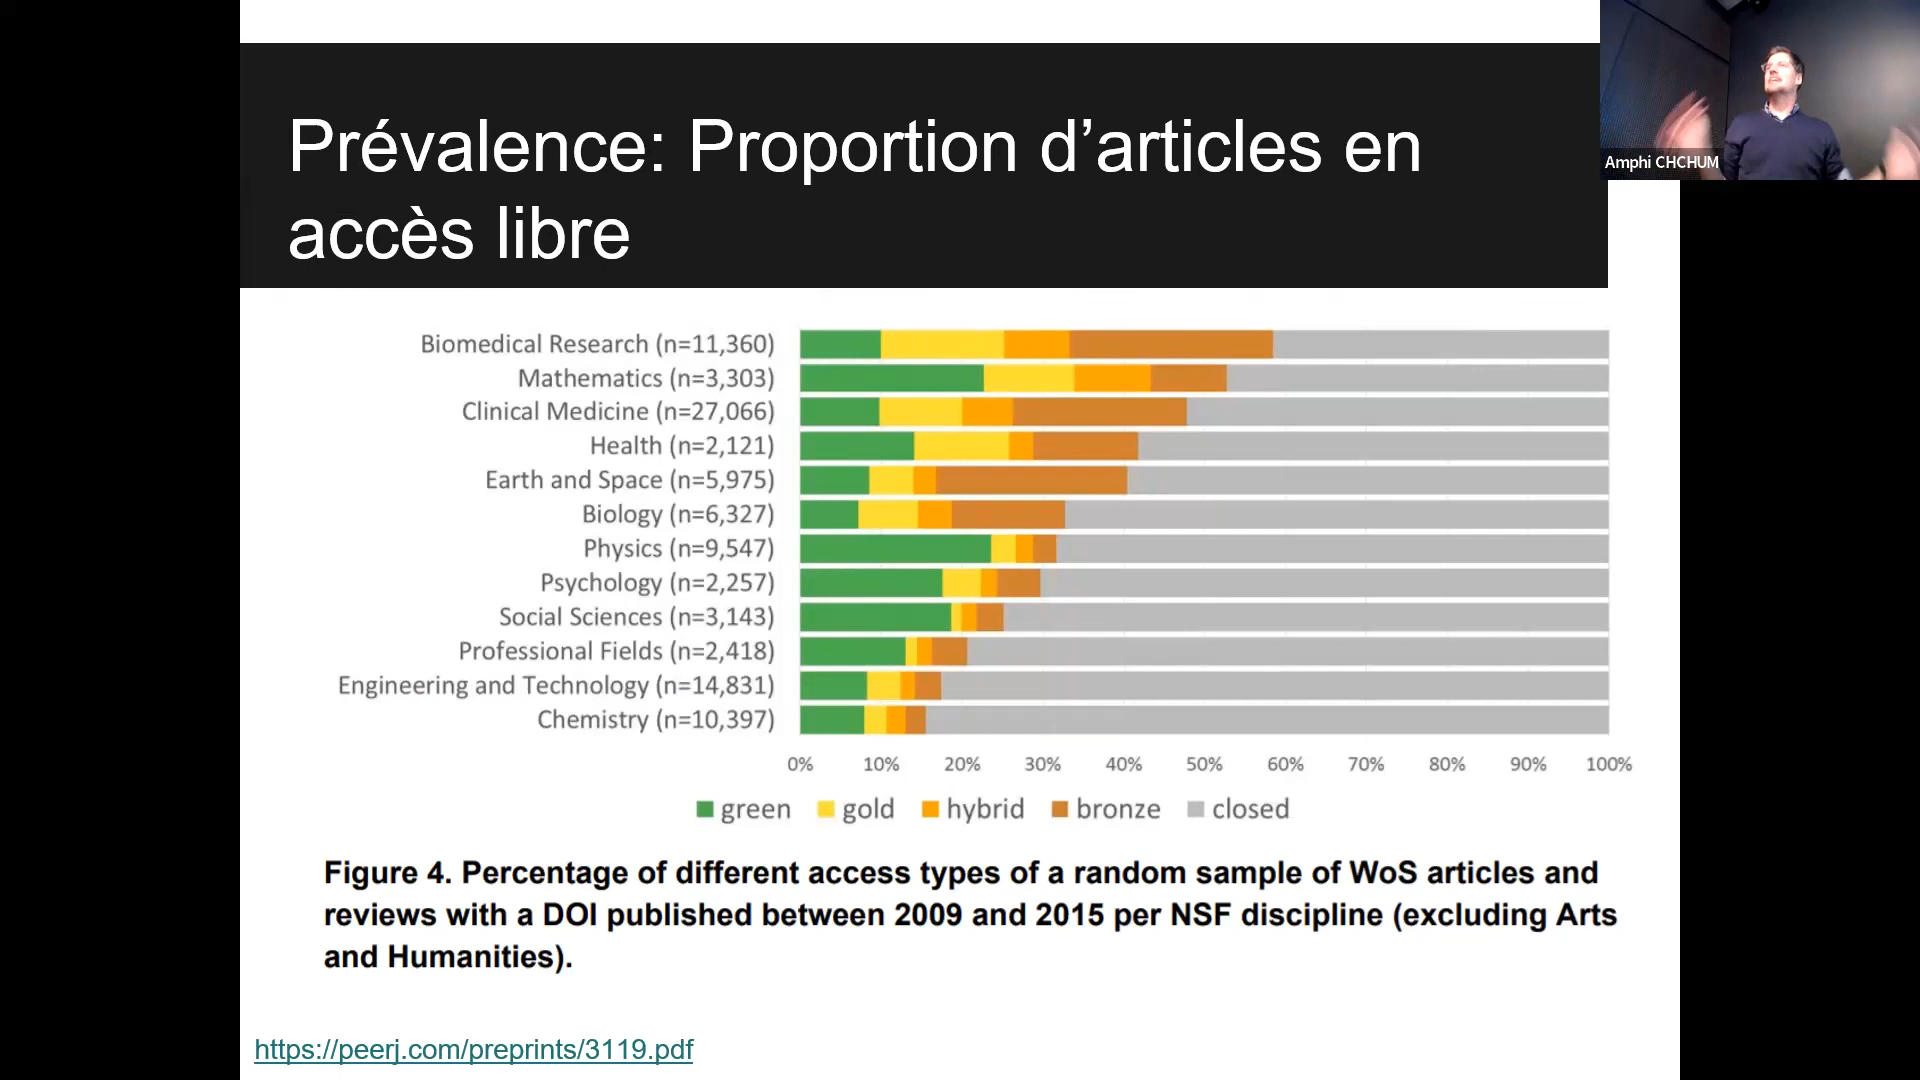 Prévalence: Proportion d’articles en
accès libre
Amphi CHCHUM
Biomedical Research (n=11,360)
Mathematics (n=3,303)
Clinical Medicine (n=27,066)
Health (n=2,121)
Earth and Space (n=5,975)
Biology (n=6,327)
Physics (n=9,547)
Psychology (n=2,257)
Social Sciences (n=3,143)
Professional Fields (n=2,418)
Engineering and Technology (n=14,831)
Chemistry (n=10,397)
0% 10% 20% 30% 40% 50% 60% 70% 80% 90% 100%
green gold hybrid bronze closed
Figure 4. Percentage of different access types of a random sample of WoS articles and
reviews with a DOI published between 2009 and 2015 per NSF discipline (excluding Arts
and Humanities).
https://peerj.com/preprints/3119.pdf